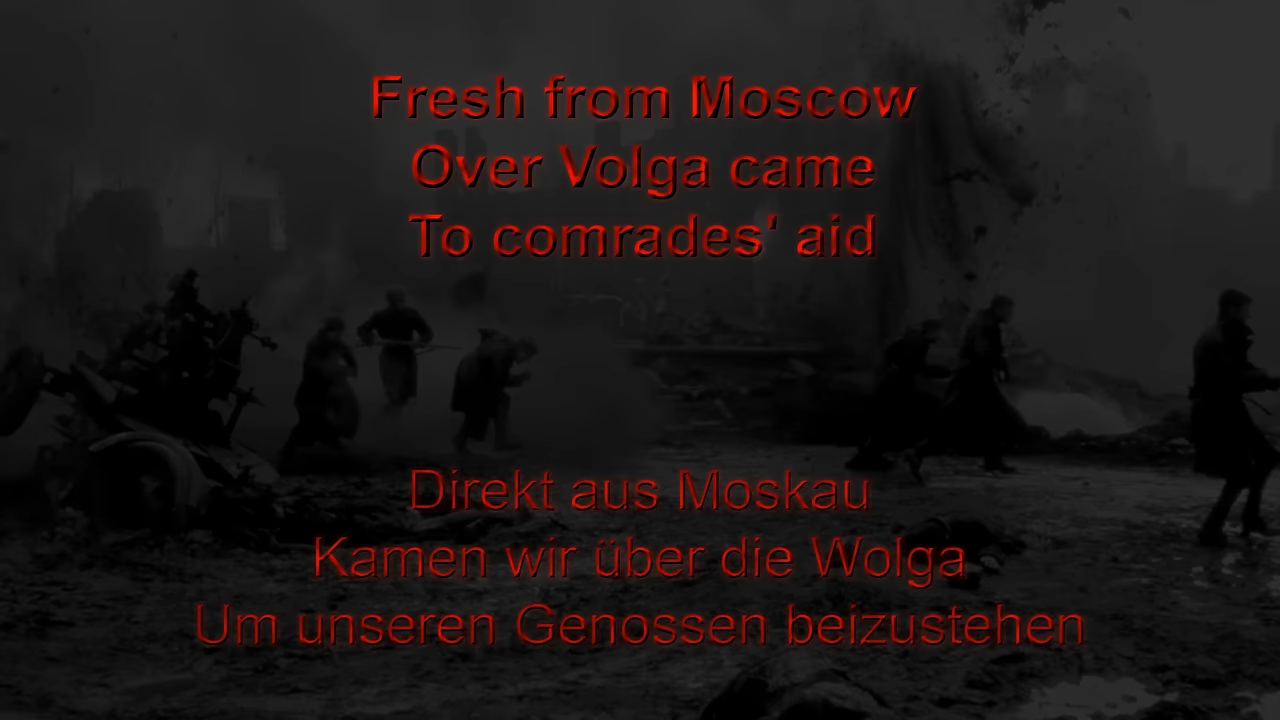 Fresh from Moscow
Over Volga came
To comrades' aid
Direkt aus Moskau
Kamen wir über die Wolga
Um unseren Genossen beizustehen